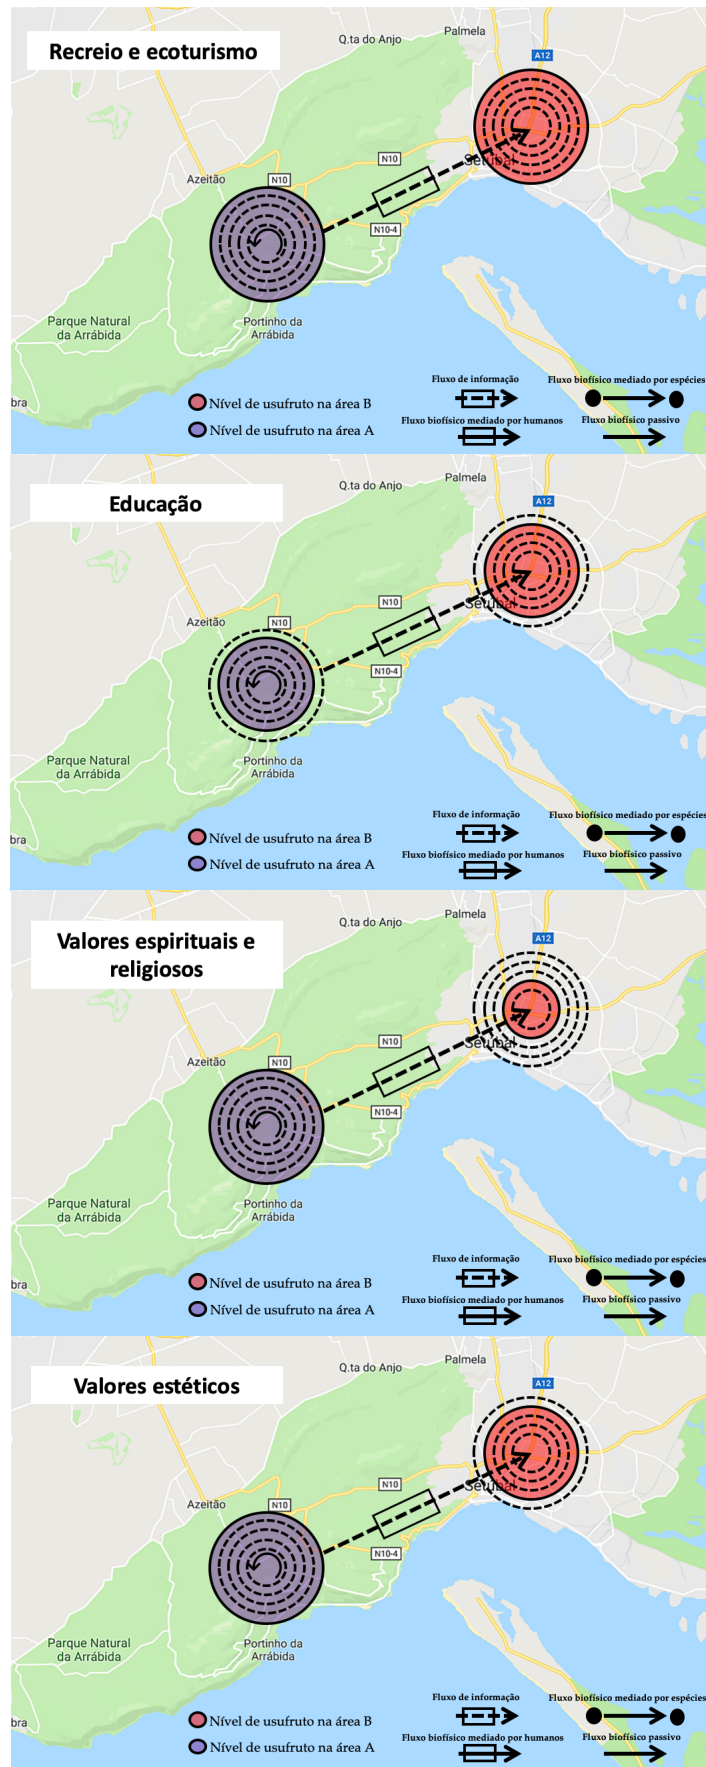 Recreio e ecoturismo
Q.ta do Anjo
Palmela
A12
N10
Setúbal
Azeitão
N10
N10-4
Parque Natural
da Arrábida
Portinho da
Arrábida
bra
Nível de usufruto na área B
Nível de usufruto na área A
Fluxo de informação
Fluxo biofísico mediado por espécies
Fluxo biofísico mediado por humanos
Fluxo biofísico passivo
Educação
Q.ta do Anjo
Palmela
A12
N10
Setúbal
Azeitão
N10
N10-4
Parque Natural
da Arrábida
Portinho da
Arrábida
bra
Nível de usufruto na área B
Nível de usufruto na área A
Fluxo de informação
Fluxo biofísico mediado por espécies
Fluxo biofísico mediado por humanos
Fluxo biofísico passivo
Valores espirituais e
religiosos
Q.ta do Anjo
Palmela
A12
N10
Setúbal
Azeitão
N10
N10-4
Parque Natural
da Arrábida
Portinho da
Arrábida
bra
Nível de usufruto na área B
Nível de usufruto na área A
Fluxo de informação
Fluxo biofísico mediado por espécies
Fluxo biofísico mediado por humanos
Fluxo biofísico passivo
Valores estéticos
Q.ta do Anjo
Palmela
A12
N10
Setúbal
Azeitão
N10
N10-4
Parque Natural
da Arrábida
Portinho da
Arrábida
bra
Nível de usufruto na área B
Nível de usufruto na área A
Fluxo de informação
Fluxo biofísico mediado por espécies
Fluxo biofísico mediado por humanos
Fluxo biofísico passivo